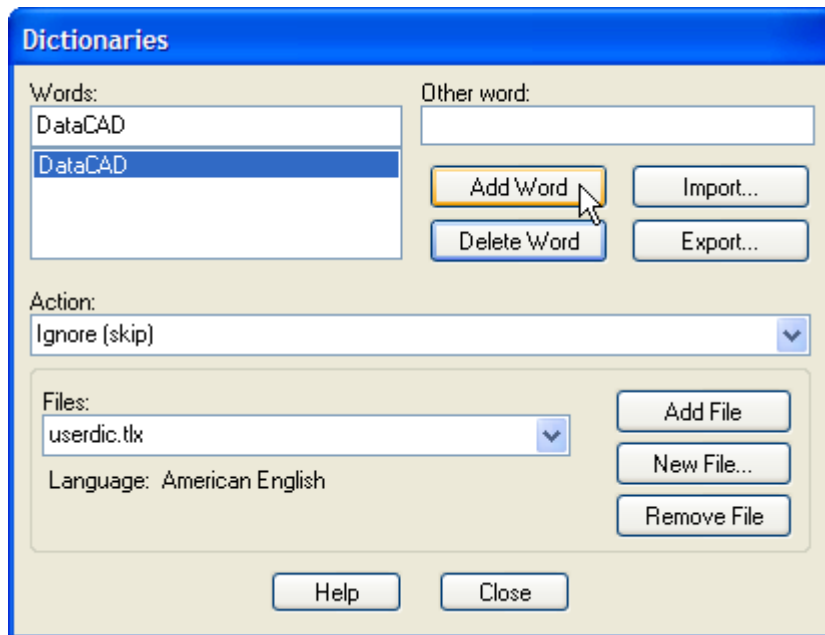 Dictionaries
Words:
Other word:
DataCAD
DataCAD
Add Word
Import...
Delete Word
Export...
Action:
Ignore (skip)
Files:
userdic.tlx
Language: American English
Add File
New File...
Remove File
Help
Close